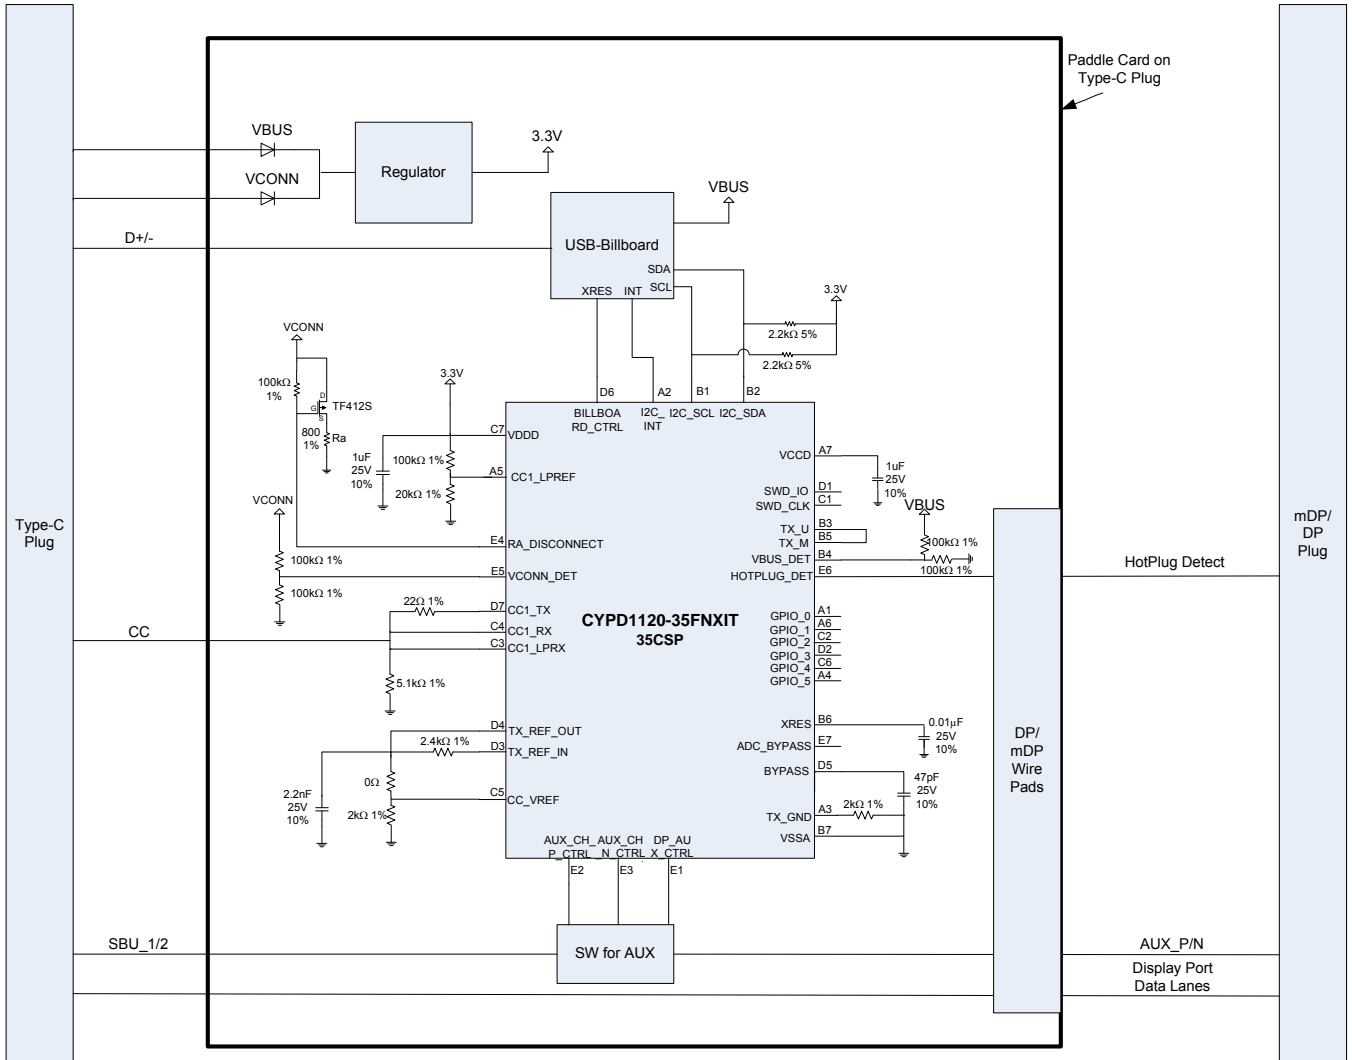 Paddle Card on
Type-C Plug
VBUS
VCONN
Regulator
3.3V
D+/-
USB-Billboard
VBUS
SDA
SCL
XRES
INT
3.3V
2.2kΩ 5%
2.2kΩ 5%
VCONN
100kΩ
1%
D
G
S
TF412S
800
1%
Ra
3.3V
1uF
25V
10%
100kΩ 1%
20kΩ 1%
D6
A2
B1
B2
BILLBOA
RD_CTRL
I2C_
INT
I2C_SCL
I2C_SDA
C7
VDDD
A5
CC1_LPREF
VCONN
100kΩ 1%
100kΩ 1%
E4
RA_DISCONNECT
E5
VCONN_DET
22Ω 1%
D7
CC1_TX
C4
CC1_RX
C3
CC1_LPRX
CC
5.1kΩ 1%
D4
TX_REF_OUT
2.4kΩ 1%
D3
TX_REF_IN
0Ω
2.2nF
25V
10%
2kΩ 1%
C5
CC_VREF
CYPD1120-35FNXIT
35CSP
VCCD
A7
1uF
25V
10%
SWD_IO
D1
SWD_CLK
C1
TX_U
B3
TX_M
B5
VBUS_DET
B4
VBUS
100kΩ 1%
100kΩ 1%
HOTPLUG_DET
E6
GPIO_0
A1
GPIO_1
A6
GPIO_2
C2
GPIO_3
D2
GPIO_4
C6
GPIO_5
A4
XRES
B6
0.01µF
25V
10%
ADC_BYPASS
E7
BYPASS
D5
47pF
25V
10%
TX_GND
A3
2kΩ 1%
VSSA
B7
AUX_CH_
P_CTRL
AUX_CH
_N_CTRL
DP_AU
X_CTRL
E2
E3
E1
SW for AUX
SBU_1/2
Type-C
Plug
DP/
mDP
Wire
Pads
HotPlug Detect
AUX_P/N
Display Port
Data Lanes
mDP/
DP
Plug